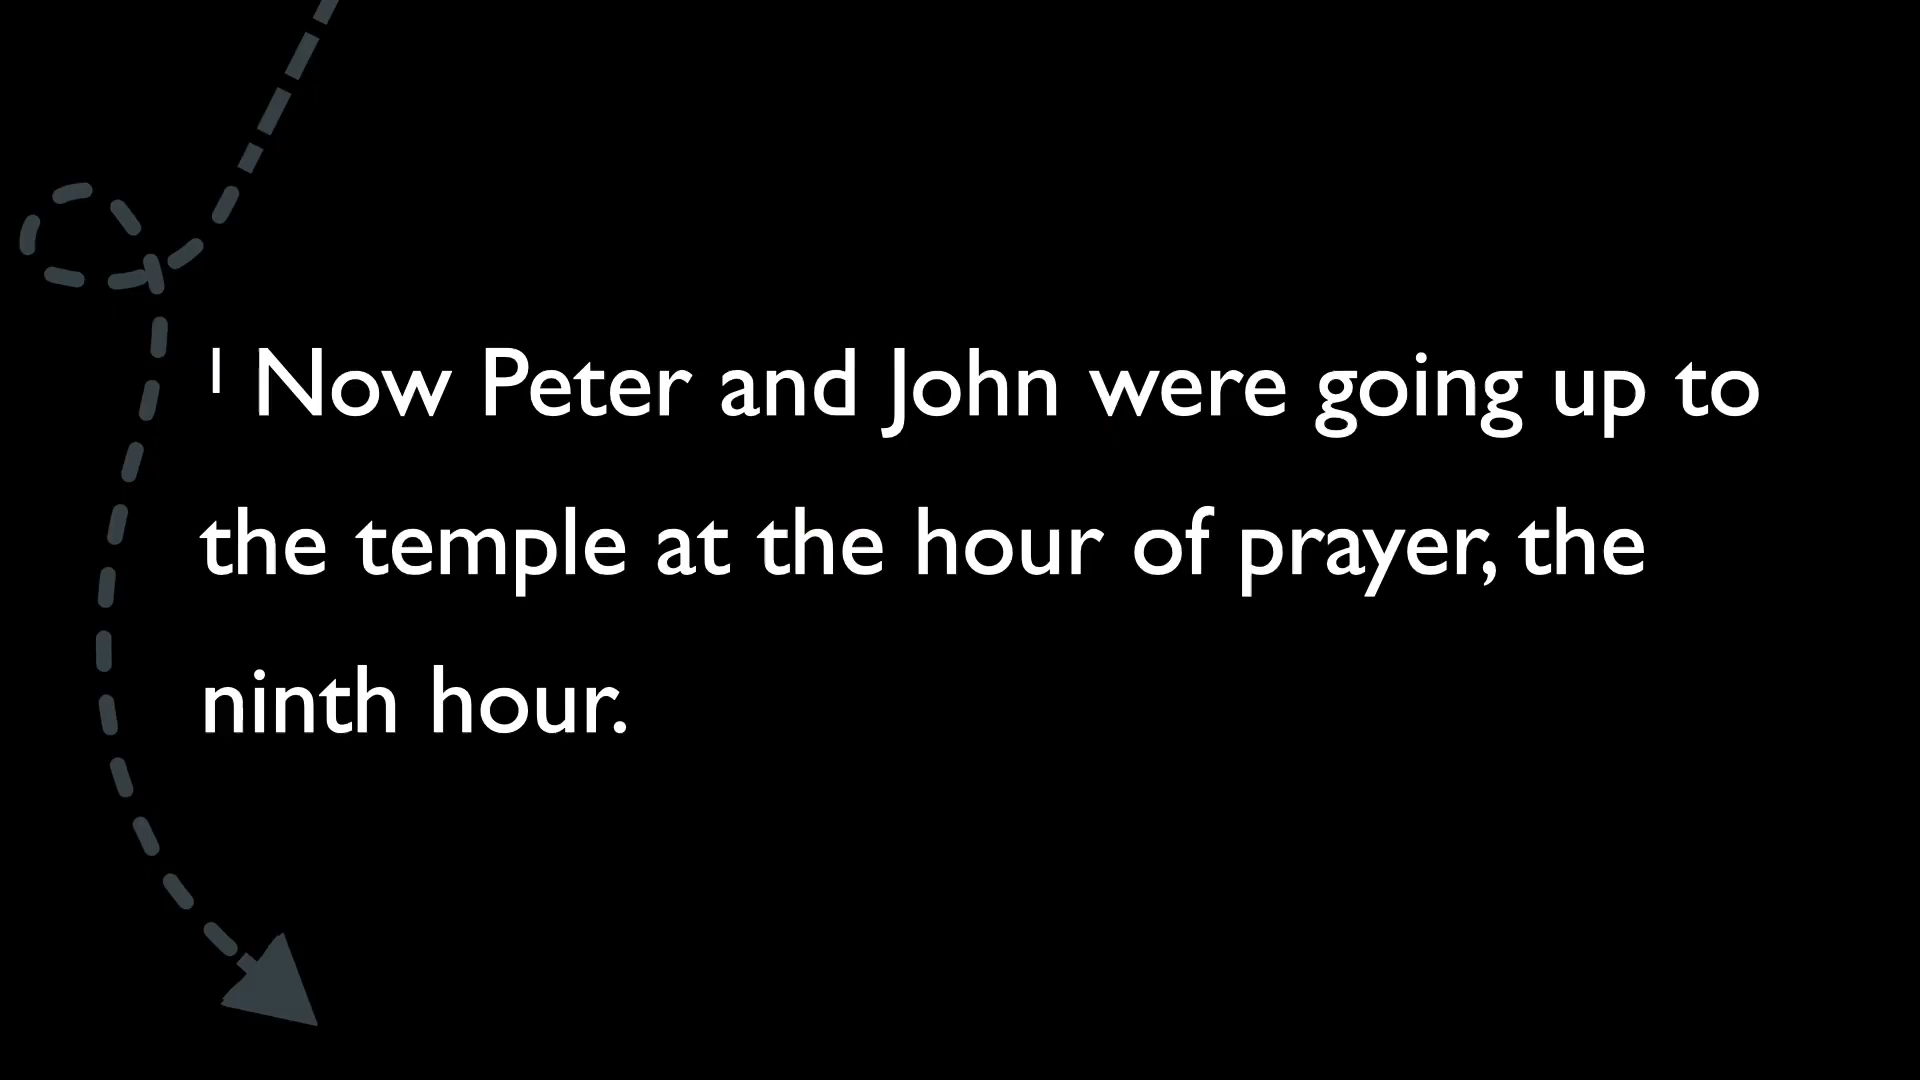 ¹ Now Peter and John were going up to
the temple at the hour of prayer, the
ninth hour.